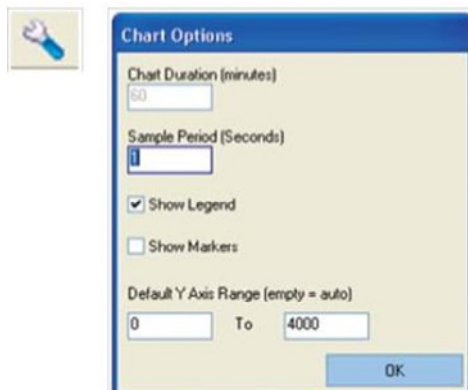 Chart Options
Chart Duration (minutes)
60
Sample Period (Seconds)
1
Show Legend
Show Markers
Default Y Axis Range (empty = auto)
0 To 4000
OK